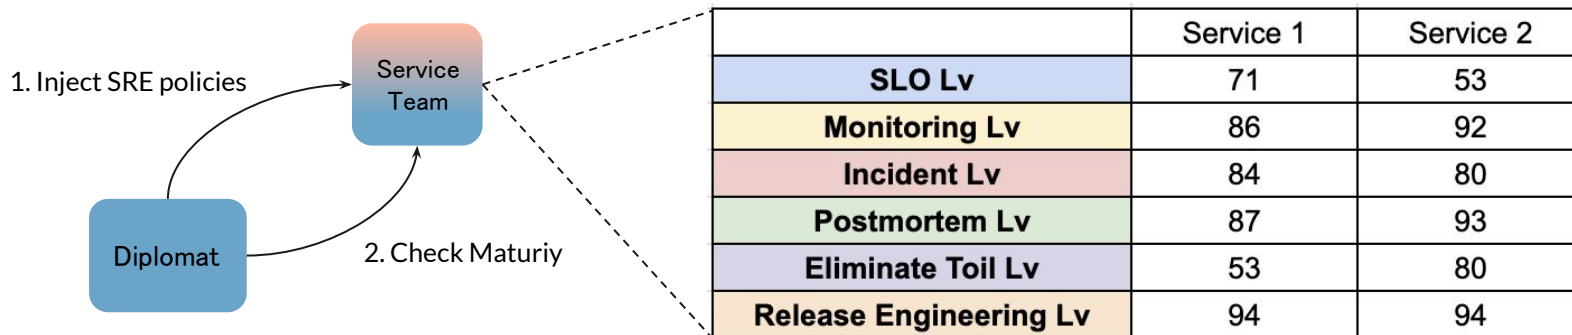 1. Inject SRE policies
Service
Team
Diplomat
2. Check Maturiy
Service 1 Service 2
SLO Lv 71 53
Monitoring Lv 86 92
Incident Lv 84 80
Postmortem Lv 87 93
Eliminate Toil Lv 53 80
Release Engineering Lv 94 94